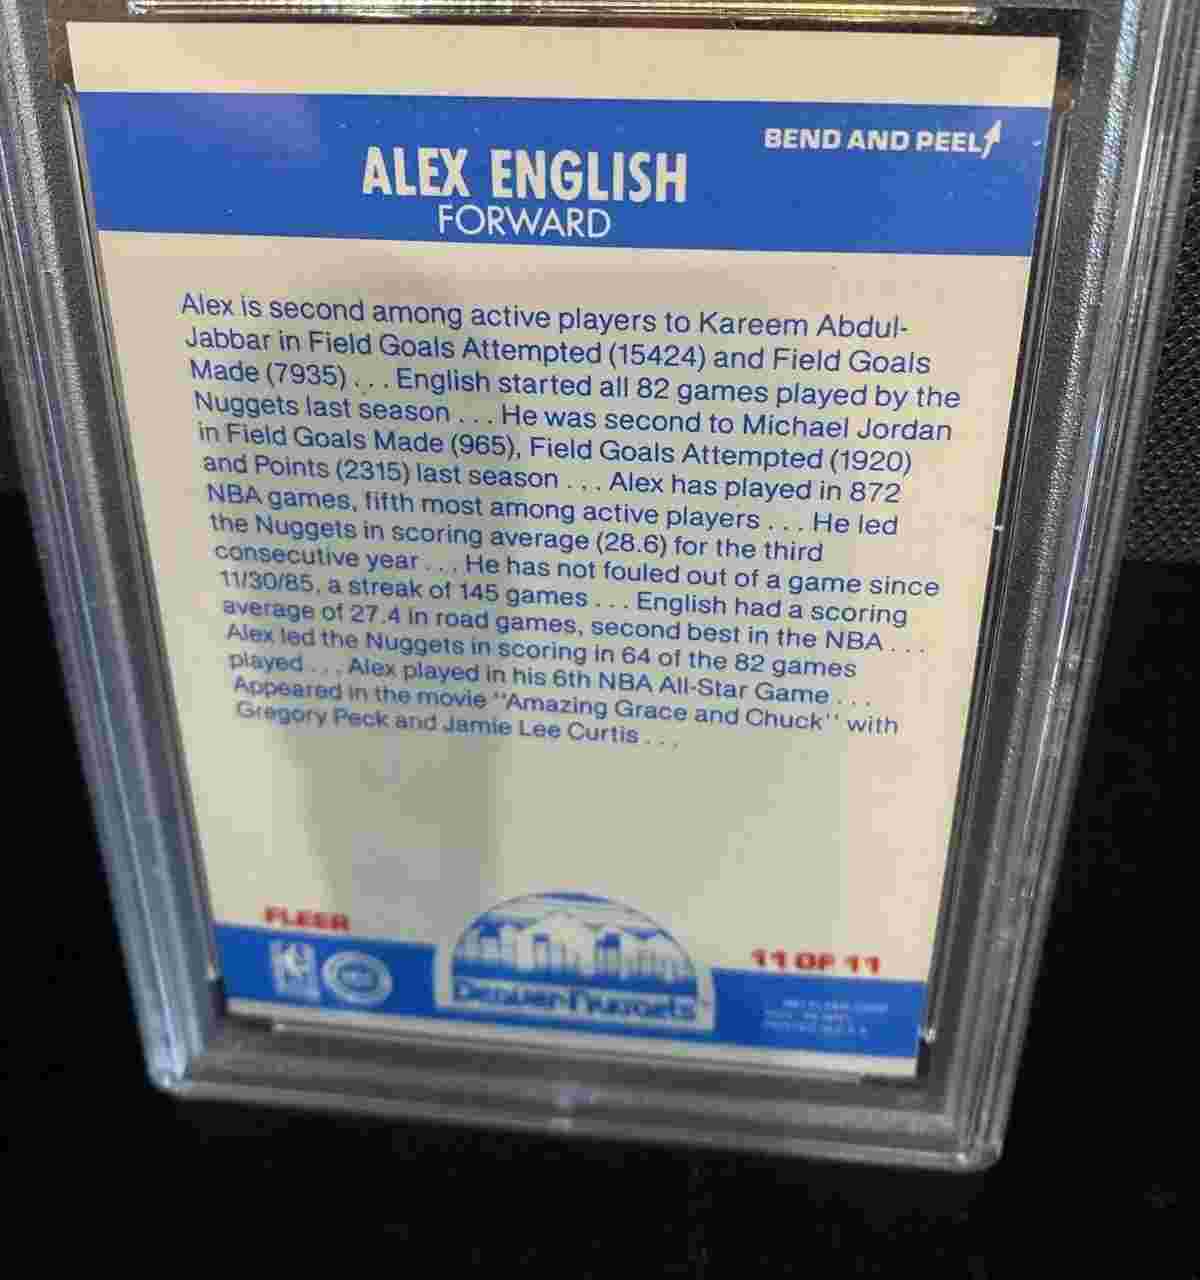 BEND AND PEEL
ALEX ENGLISH
FORWARD
Alex is second among active players to Kareem Abdul-
Jabbar in Field Goals Attempted (15424) and Field Goals
Made (7935) . . . English started all 82 games played by the
Nuggets last season . . . He was second to Michael Jordan
in Field Goals Made (965), Field Goals Attempted (1920)
and Points (2315) last season . . . Alex has played in 872
NBA games, fifth most among active players . . . He led
the Nuggets in scoring average (28.6) for the third
consecutive year . . . He has not fouled out of a game since
11/30/85, a streak of 145 games . . . English had a scoring
average of 27.4 in road games, second best in the NBA . . .
Alex led the Nuggets in scoring in 64 of the 82 games
played . . . Alex played in his 6th NBA All-Star Game . . .
Appeared in the movie "Amazing Grace and Chuck" with
Gregory Peck and Jamie Lee Curtis . . .
FLEER
11 OF 11
Denver Nuggets